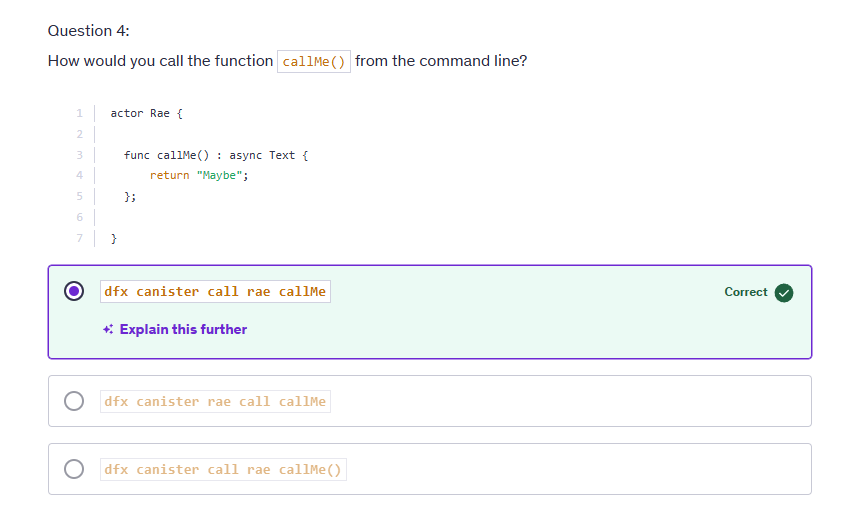 Question 4:
How would you call the function callMe() from the command line?
1 actor Rae {
2
3 func callMe() : async Text {
4 return "Maybe";
5 };
6
7 }
dfx canister call rae callMe Correct
Explain this further
dfx canister rae call callMe
dfx canister call rae callMe()